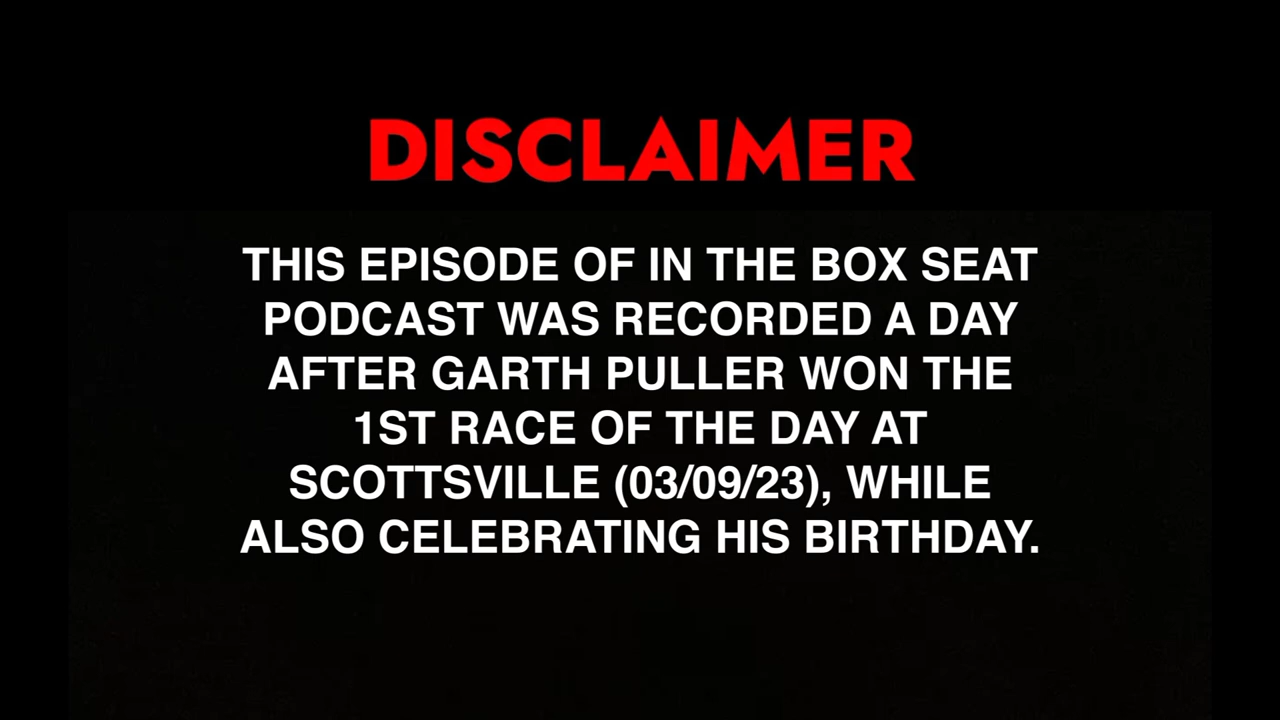 DISCLAIMER
THIS EPISODE OF IN THE BOX SEAT
PODCAST WAS RECORDED A DAY
AFTER GARTH PULLER WON THE
1ST RACE OF THE DAY AT
SCOTTSVILLE (03/09/23), WHILE
ALSO CELEBRATING HIS BIRTHDAY.